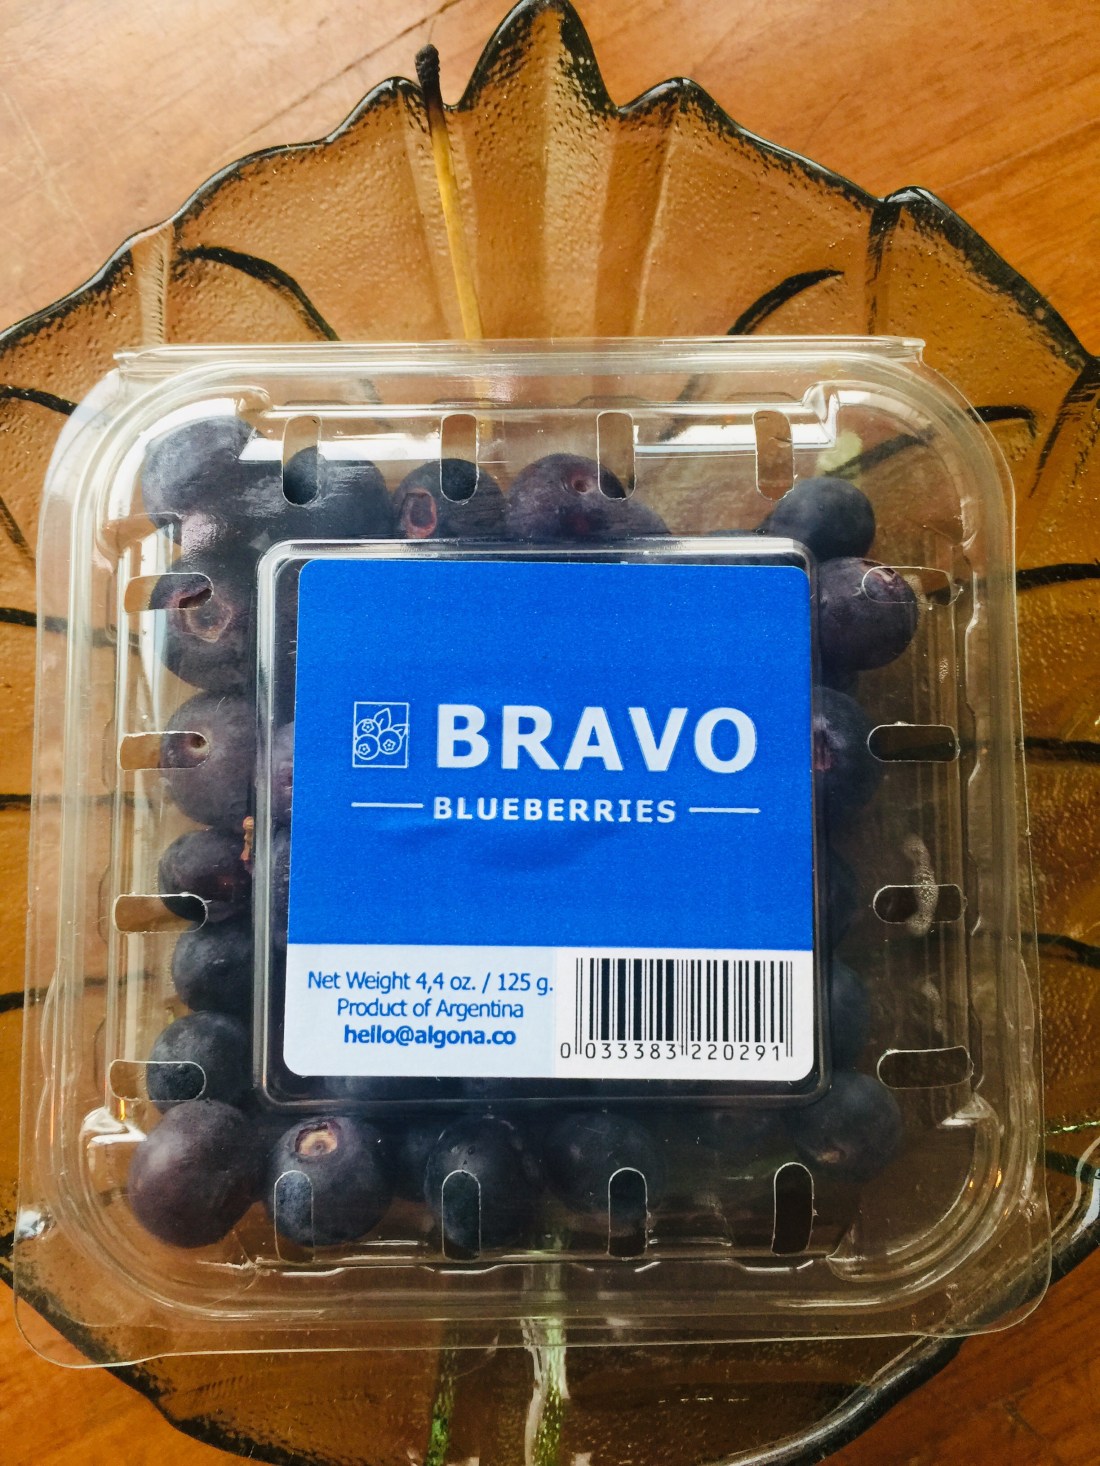 BRAVO
BLUEBERRIES
Net Weight 4,4 oz. / 125 g.
Product of Argentina
hello@algona.co
0 033383 220291